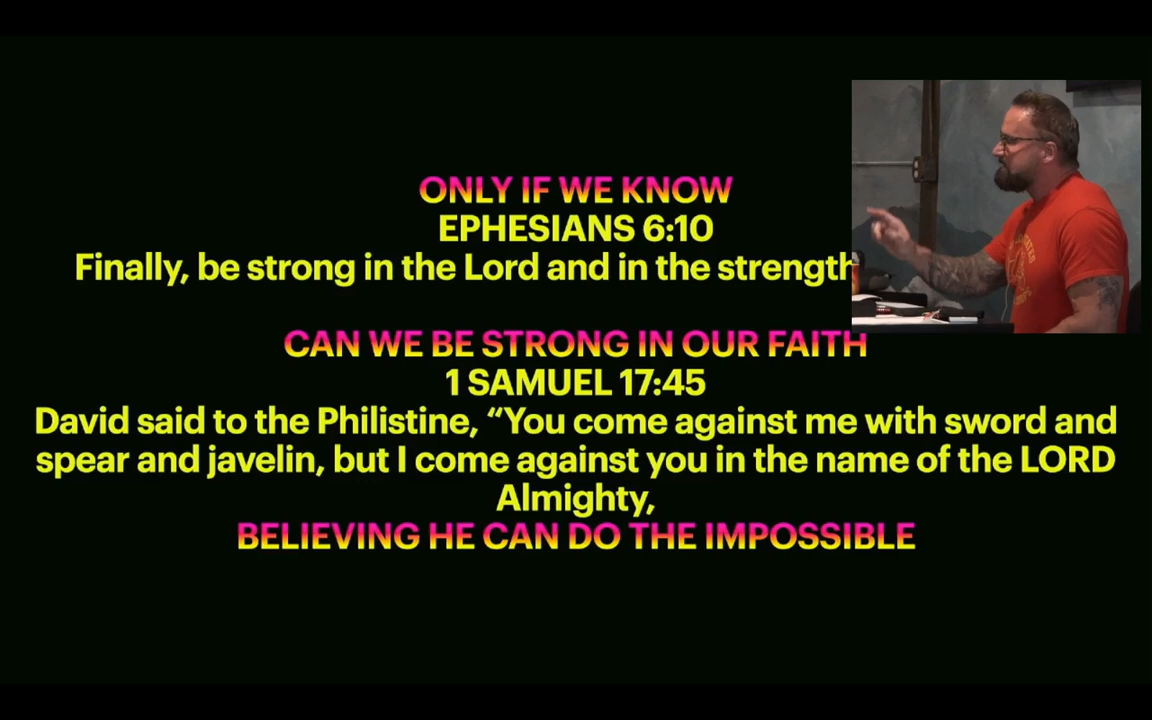 ONLY IF WE KNOW
EPHESIANS 6:10
Finally, be strong in the Lord and in the strength
CAN WE BE STRONG IN OUR FAITH
1 SAMUEL 17:45
David said to the Philistine, “You come against me with sword and
spear and javelin, but I come against you in the name of the LORD
Almighty,
BELIEVING HE CAN DO THE IMPOSSIBLE